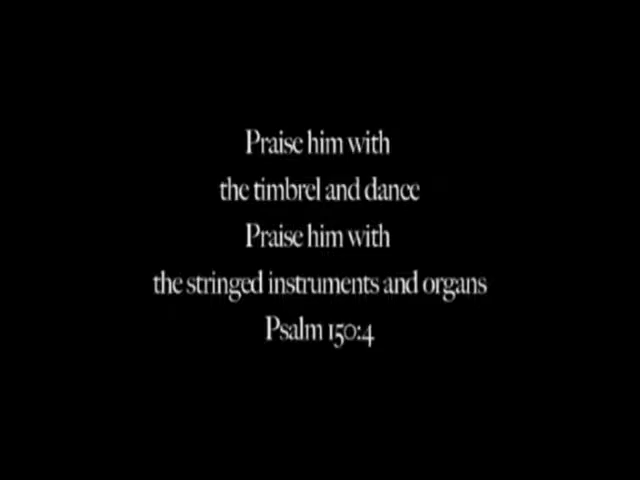 Praise him with
the timbrel and dance
Praise him with
the stringed instruments and organs
Psalm 150:4